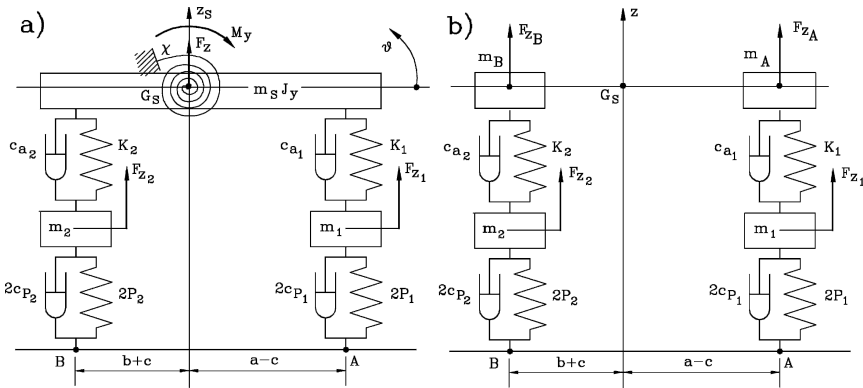 a)
z_S
M_y
F_z
χ
ϑ
G_S
m_S J_y
c_a2
K_2
c_a1
K_1
F_z2
F_z1
m_2
m_1
2c_P2
2P_2
2c_P1
2P_1
B
b+c
a−c
A
b)
z
F_zB
F_zA
m_B
m_A
G_S
c_a2
K_2
c_a1
K_1
F_z2
F_z1
m_2
m_1
2c_P2
2P_2
2c_P1
2P_1
B
b+c
a−c
A